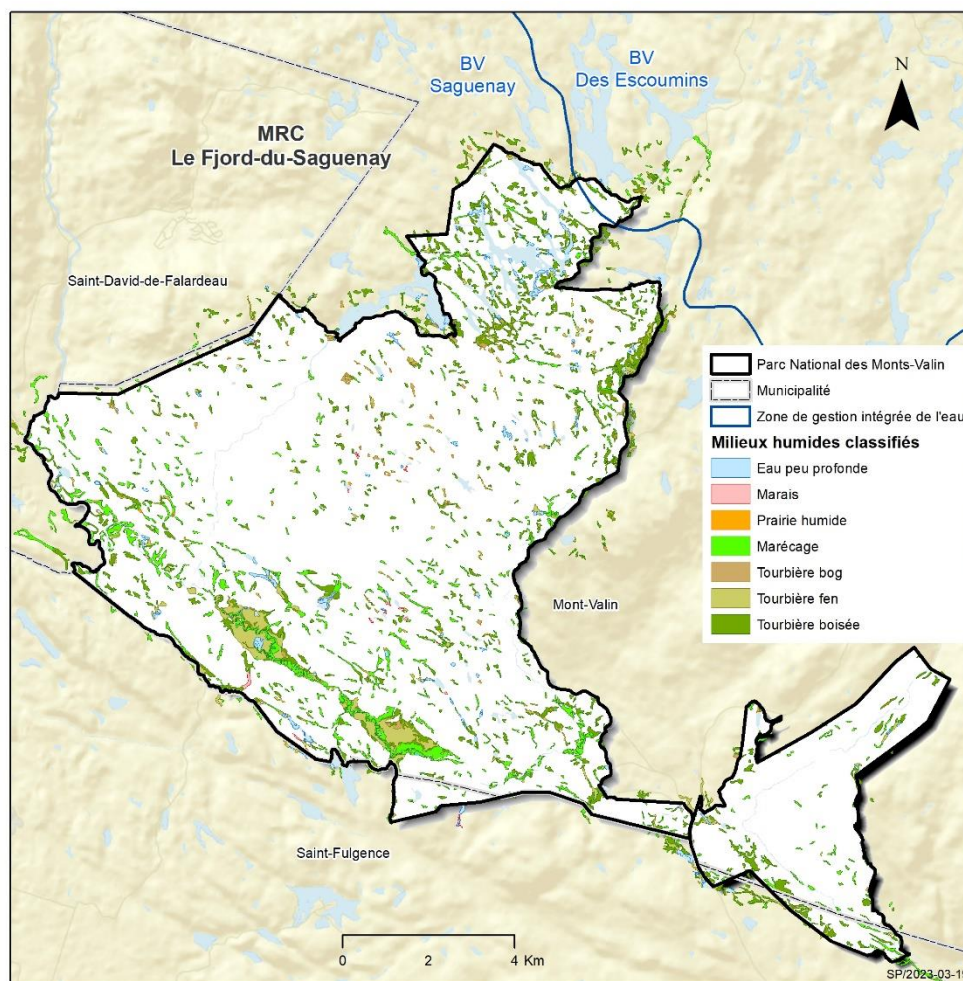 BV
Saguenay
BV
Des Escoumins
N
MRC
Le Fjord-du-Saguenay
Saint-David-de-Falardeau
Parc National des Monts-Valin
Municipalité
Zone de gestion intégrée de l'eau
Milieux humides classifiés
Eau peu profonde
Marais
Prairie humide
Marécage
Tourbière bog
Tourbière fen
Tourbière boisée
Mont-Valin
Saint-Fulgence
0 2 4 Km
SP/2023-03-19